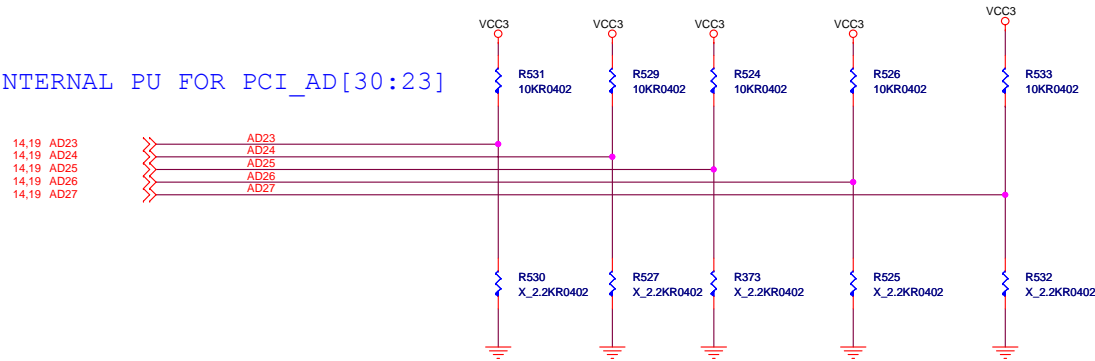 VCC3 VCC3 VCC3 VCC3 VCC3
NTERNAL PU FOR PCI_AD[30:23]
R531 R529 R524 R526 R533
10KR0402 10KR0402 10KR0402 10KR0402 10KR0402
14,19 AD23 AD23
14,19 AD24 AD24
14,19 AD25 AD25
14,19 AD26 AD26
14,19 AD27 AD27
R530 R527 R373 R525 R532
X_2.2KR0402 X_2.2KR0402 X_2.2KR0402 X_2.2KR0402 X_2.2KR0402